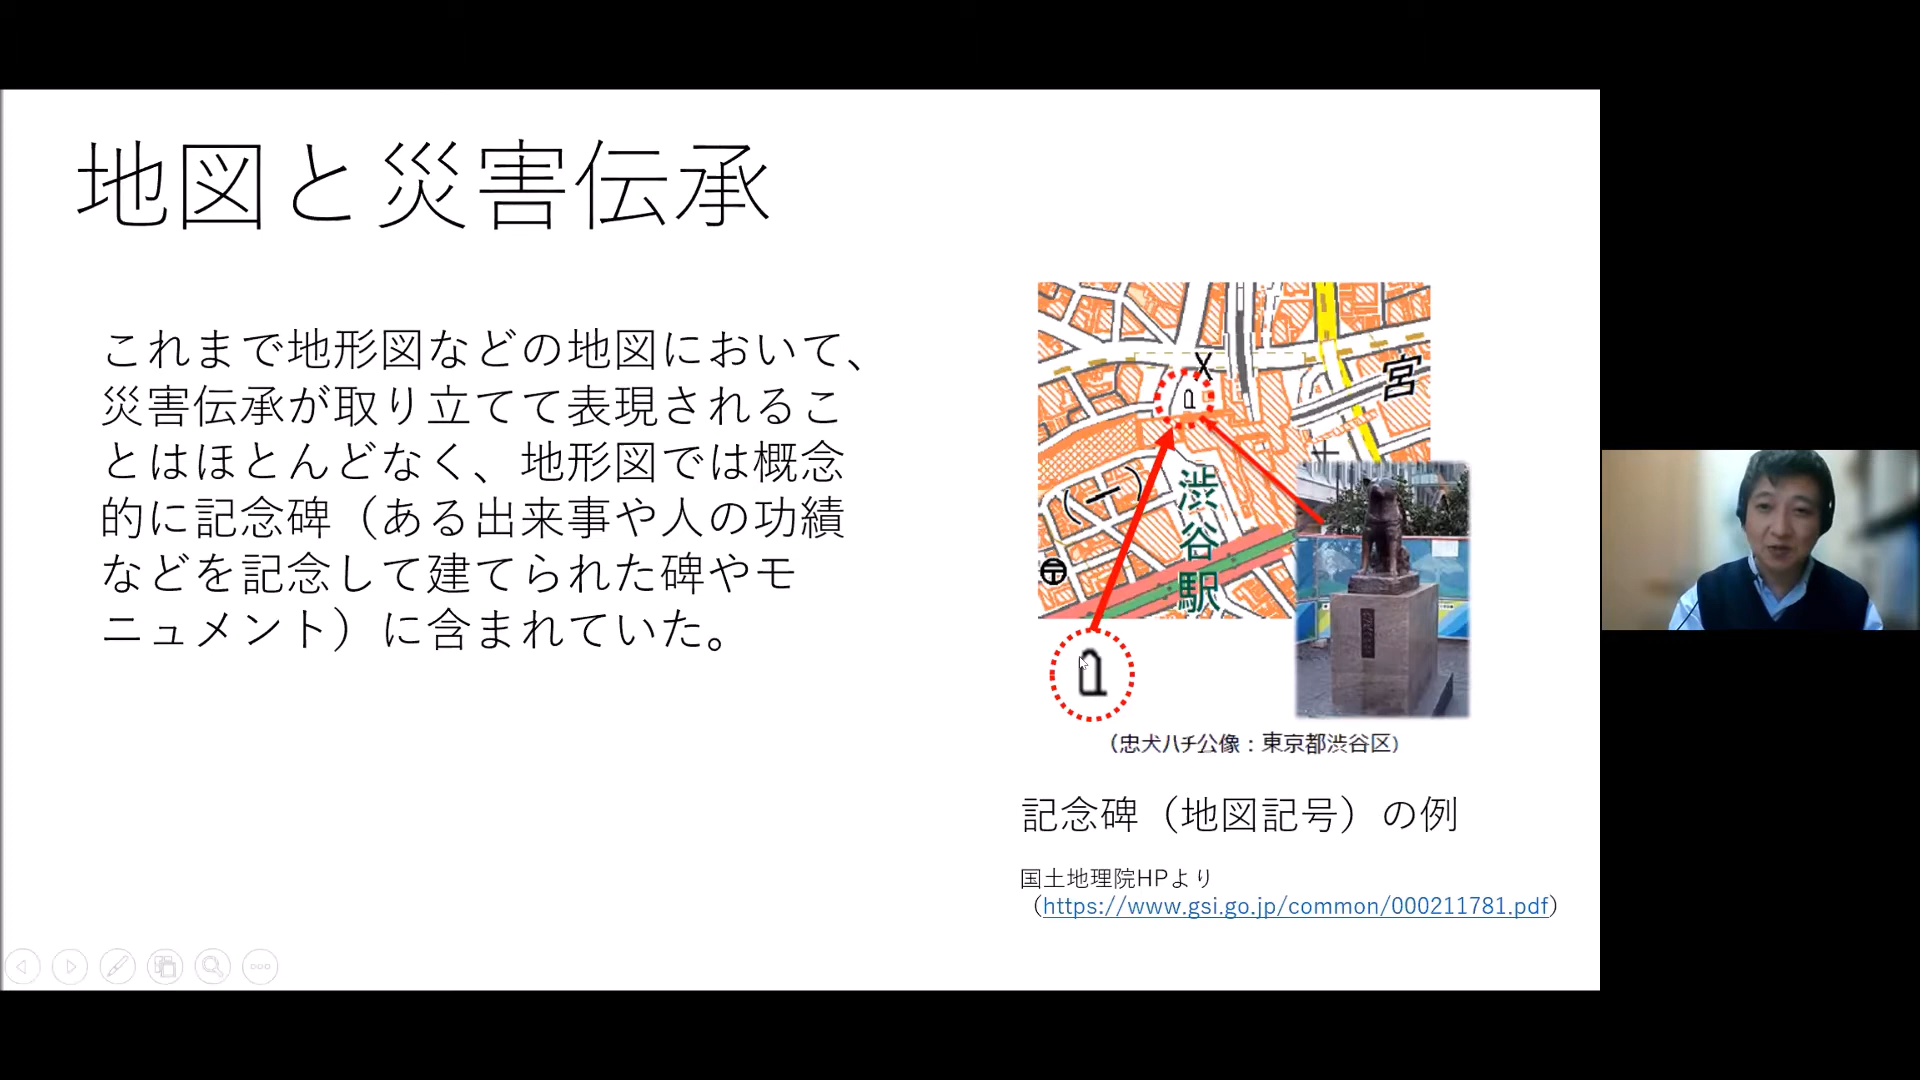 地図と災害伝承
これまで地形図などの地図において、
災害伝承が取り立てて表現されるこ
とはほとんどなく、地形図では概念
的に記念碑（ある出来事や人の功績
などを記念して建てられた碑やモ
ニュメント）に含まれていた。
宮
(一)
渋谷駅
（忠犬ハチ公像：東京都渋谷区）
記念碑（地図記号）の例
国土地理院HPより
（https://www.gsi.go.jp/common/000211781.pdf）